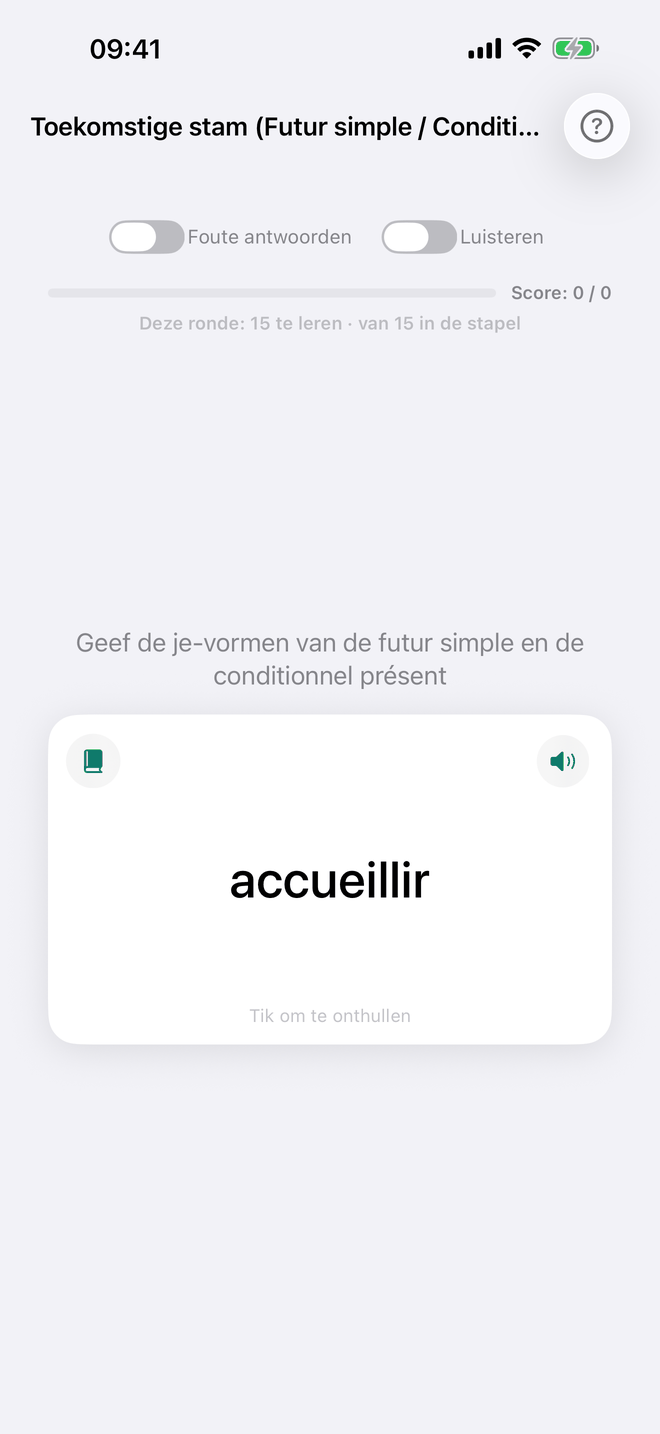 09:41
Toekomstige stam (Futur simple / Conditi...
Foute antwoorden
Luisteren
Score: 0 / 0
Deze ronde: 15 te leren · van 15 in de stapel
Geef de je-vormen van de futur simple en de
conditionnel présent
accueillir
Tik om te onthullen